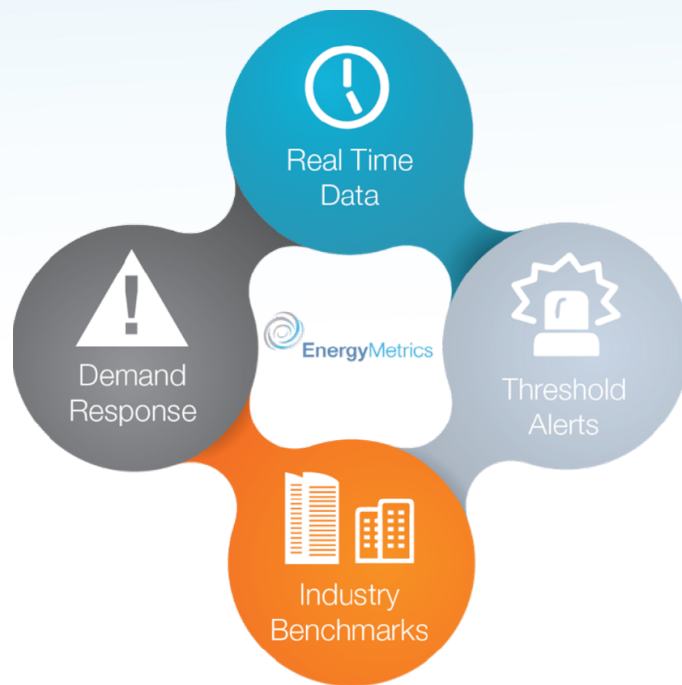 Real Time
Data
Demand
Response
EnergyMetrics
Threshold
Alerts
Industry
Benchmarks